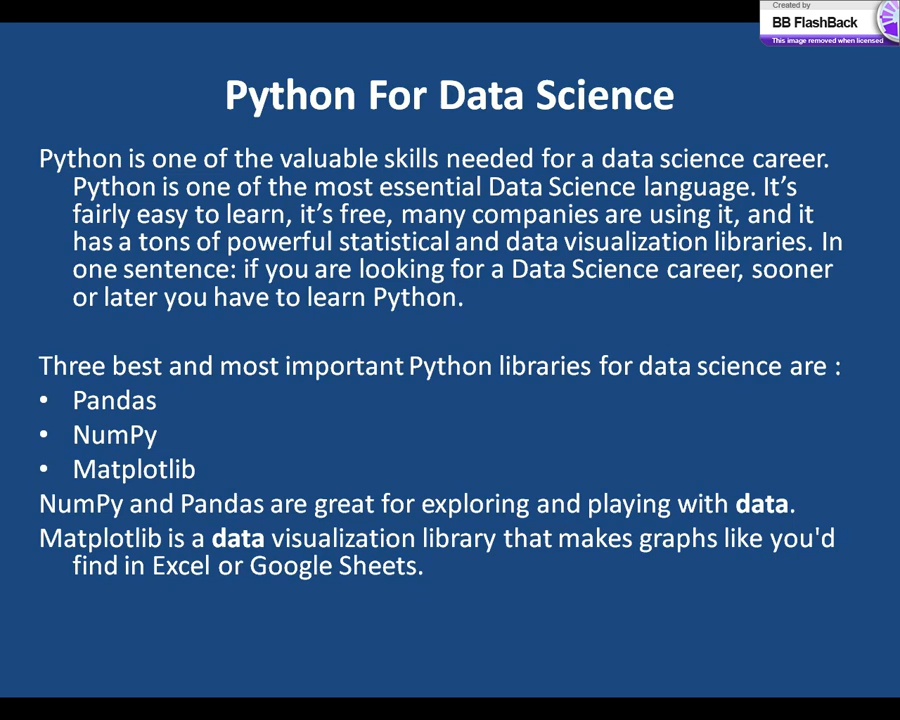 Created by
BB FlashBack
This image removed when licensed
Python For Data Science
Python is one of the valuable skills needed for a data science career.
Python is one of the most essential Data Science language. It's
fairly easy to learn, it's free, many companies are using it, and it
has a tons of powerful statistical and data visualization libraries. In
one sentence: if you are looking for a Data Science career, sooner
or later you have to learn Python.
Three best and most important Python libraries for data science are :
• Pandas
• NumPy
• Matplotlib
NumPy and Pandas are great for exploring and playing with data.
Matplotlib is a data visualization library that makes graphs like you'd
find in Excel or Google Sheets.